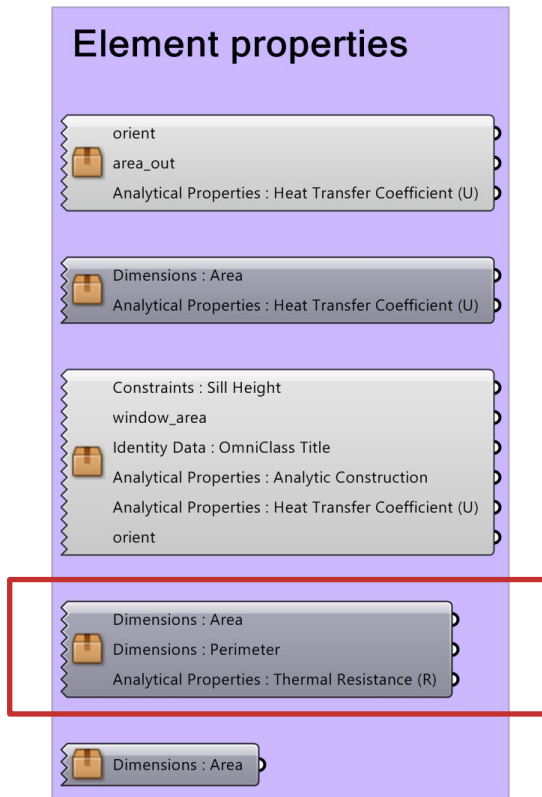 Element properties
orient
area_out
Analytical Properties : Heat Transfer Coefficient (U)
Dimensions : Area
Analytical Properties : Heat Transfer Coefficient (U)
Constraints : Sill Height
window_area
Identity Data : OmniClass Title
Analytical Properties : Analytic Construction
Analytical Properties : Heat Transfer Coefficient (U)
orient
Dimensions : Area
Dimensions : Perimeter
Analytical Properties : Thermal Resistance (R)
Dimensions : Area